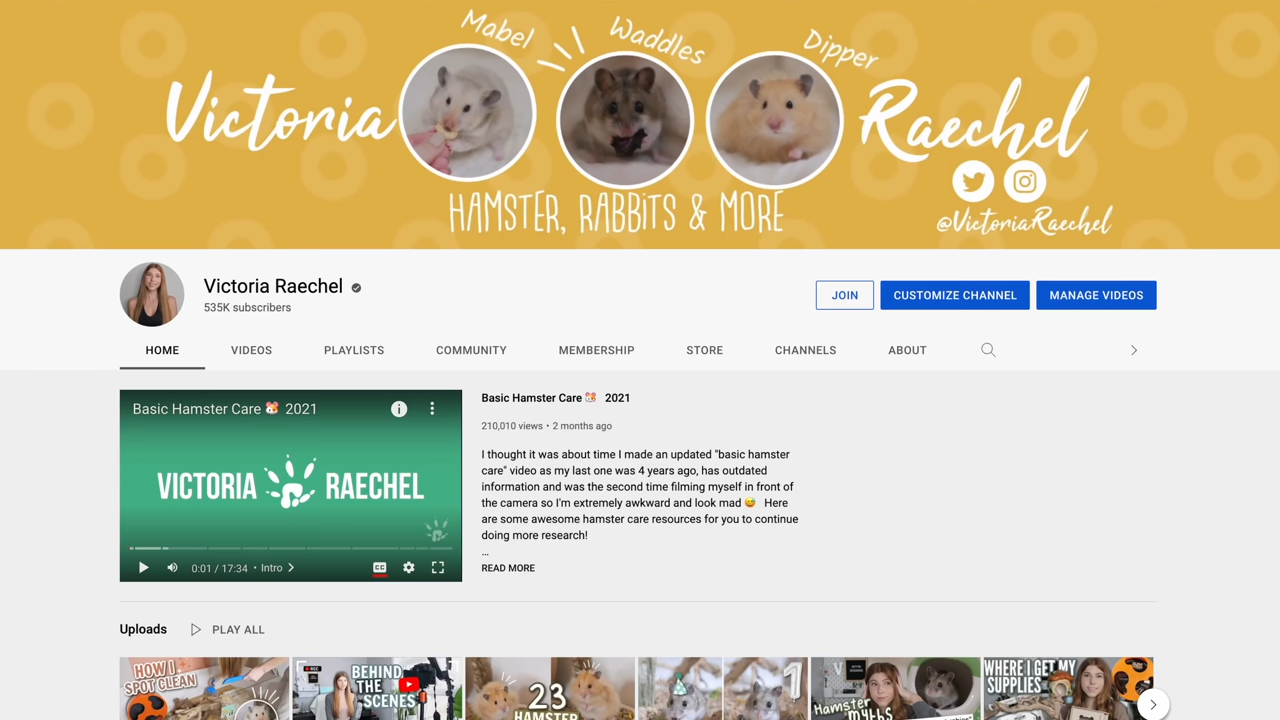 Mabel
Waddles
Dipper
Victoria
Raechel
HAMSTER, RABBITS & MORE
@VictoriaRaechel
Victoria Raechel
535K subscribers
JOIN
CUSTOMIZE CHANNEL
MANAGE VIDEOS
HOME
VIDEOS
PLAYLISTS
COMMUNITY
MEMBERSHIP
STORE
CHANNELS
ABOUT
Basic Hamster Care 🐹 2021
VICTORIA RAECHEL
0:01 / 17:34 • Intro
CC
Basic Hamster Care 🐹 2021
210,010 views • 2 months ago
I thought it was about time I made an updated "basic hamster
care" video as my last one was 4 years ago, has outdated
information and was the second time filming myself in front of
the camera so I'm extremely awkward and look mad 😅 Here
are some awesome hamster care resources for you to continue
doing more research!
...
READ MORE
Uploads
PLAY ALL
HOW I
SPOT CLEAN
REC
BEHIND
THE
SCENES
23
HAMSTER
1
Hamster
myths
WHERE I GET MY
SUPPLIES